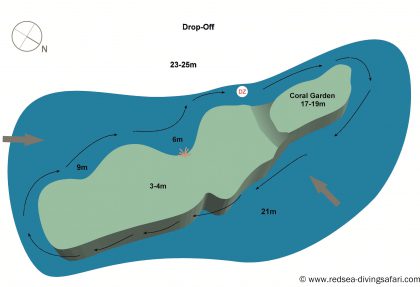 Drop-Off
N
23-25m
DZ
Coral Garden
17-19m
6m
9m
3-4m
21m
© www.redsea-divingsafari.com